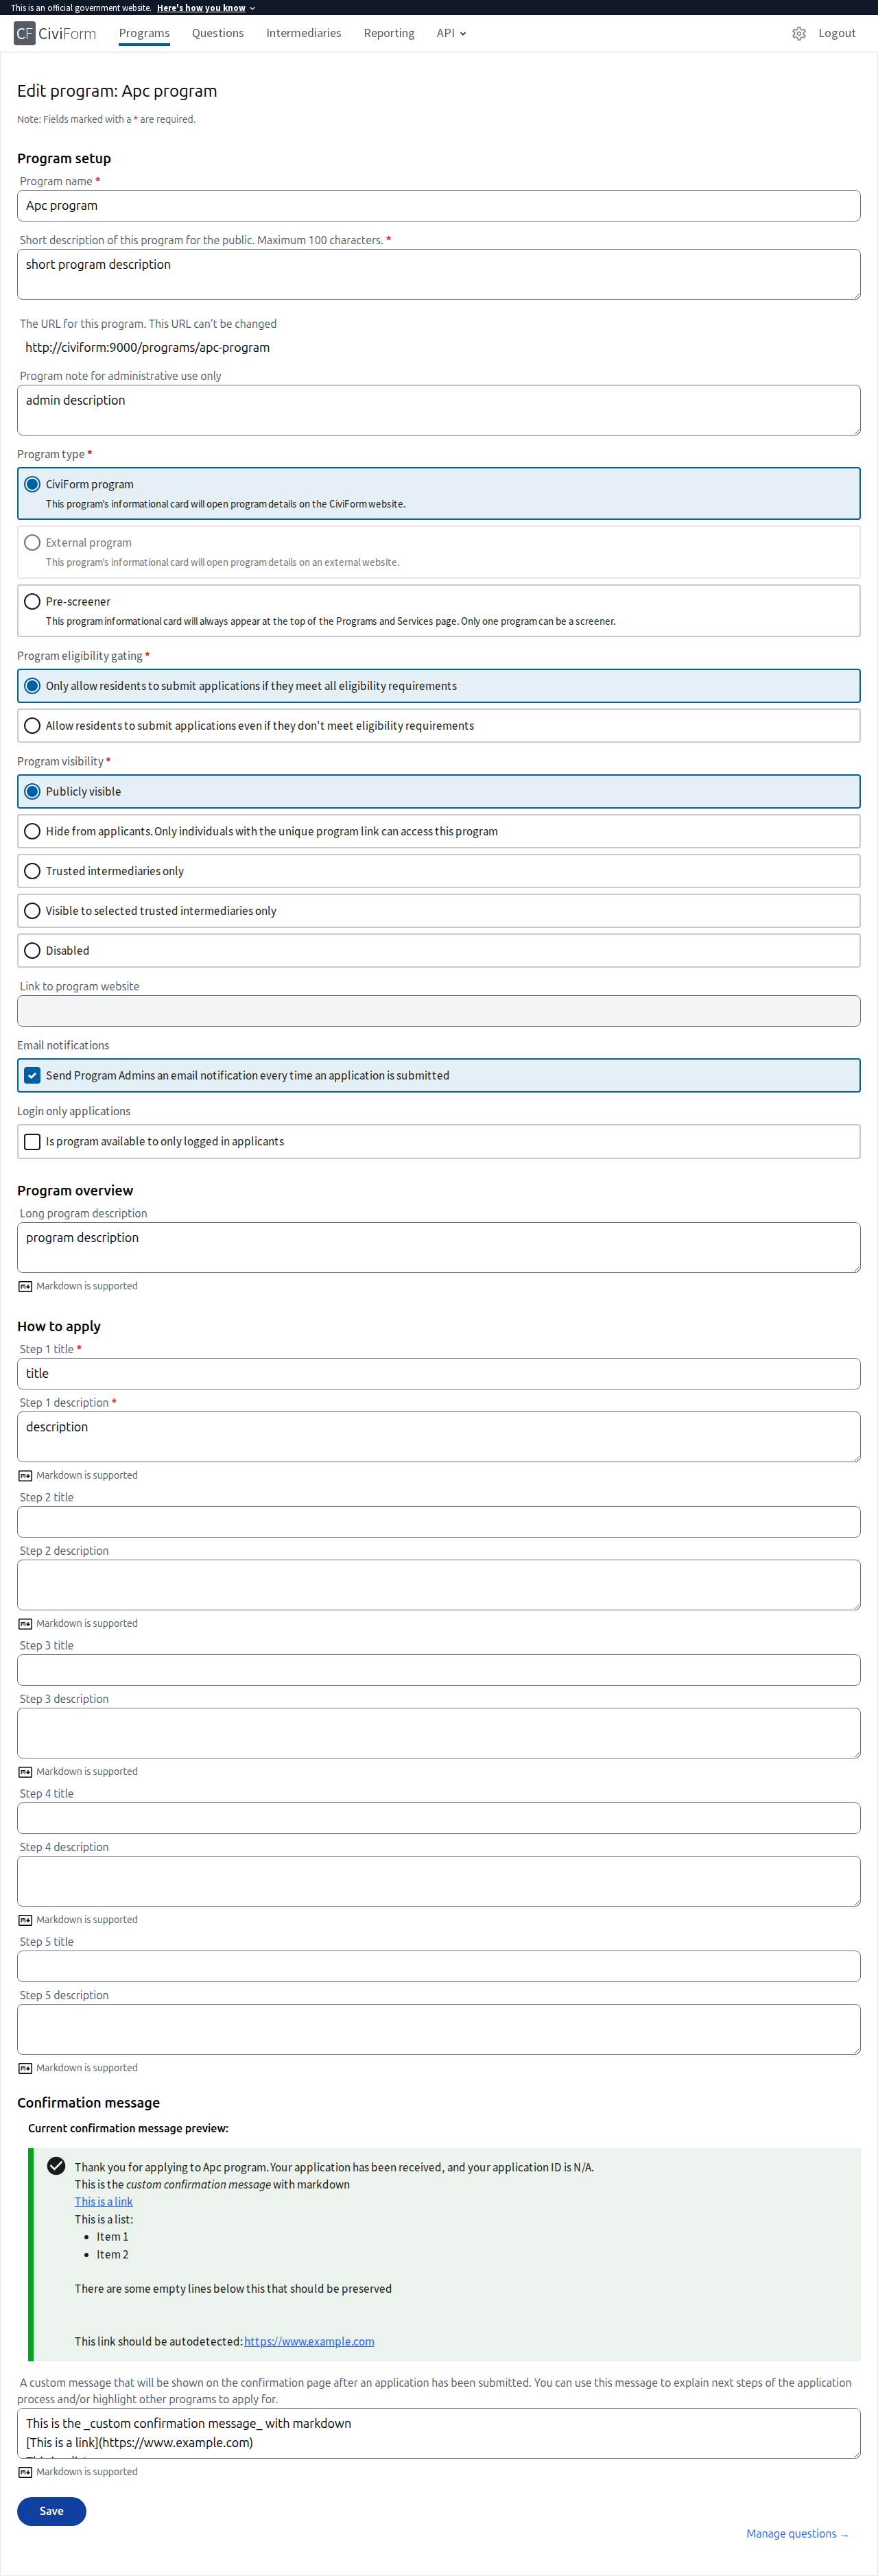 This is an official government website. Here's how you know
CF CiviForm Programs Questions Intermediaries Reporting API Logout
Edit program: Apc program
Note: Fields marked with a * are required.
Program setup
Program name *
Apc program
Short description of this program for the public. Maximum 100 characters. *
short program description
The URL for this program. This URL can't be changed
http://civiform:9000/programs/apc-program
Program note for administrative use only
admin description
Program type *
CiviForm program
This program's informational card will open program details on the CiviForm website.
External program
This program's informational card will open program details on an external website.
Pre-screener
This program informational card will always appear at the top of the Programs and Services page. Only one program can be a screener.
Program eligibility gating *
Only allow residents to submit applications if they meet all eligibility requirements
Allow residents to submit applications even if they don't meet eligibility requirements
Program visibility *
Publicly visible
Hide from applicants. Only individuals with the unique program link can access this program
Trusted intermediaries only
Visible to selected trusted intermediaries only
Disabled
Link to program website
Email notifications
Send Program Admins an email notification every time an application is submitted
Login only applications
Is program available to only logged in applicants
Program overview
Long program description
program description
Markdown is supported
How to apply
Step 1 title *
title
Step 1 description *
description
Markdown is supported
Step 2 title
Step 2 description
Markdown is supported
Step 3 title
Step 3 description
Markdown is supported
Step 4 title
Step 4 description
Markdown is supported
Step 5 title
Step 5 description
Markdown is supported
Confirmation message
Current confirmation message preview:
Thank you for applying to Apc program. Your application has been received, and your application ID is N/A.
This is the custom confirmation message with markdown
This is a link
This is a list:
• Item 1
• Item 2
There are some empty lines below this that should be preserved
This link should be autodetected: https://www.example.com
A custom message that will be shown on the confirmation page after an application has been submitted. You can use this message to explain next steps of the application
process and/or highlight other programs to apply for.
This is the _custom confirmation message_ with markdown
[This is a link](https://www.example.com)
Markdown is supported
Save
Manage questions →